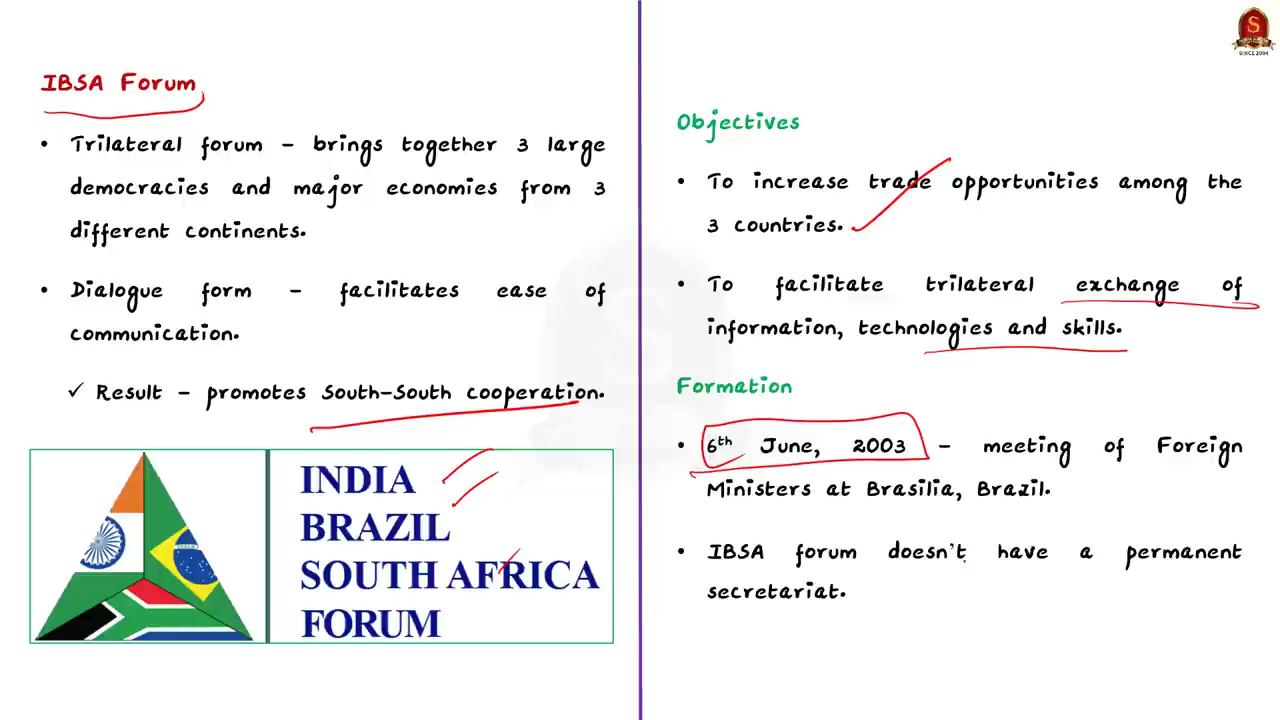 IBSA Forum
• Trilateral forum – brings together 3 large
democracies and major economies from 3
different continents.
• Dialogue form – facilitates ease of
communication.
✓ Result – promotes South-South cooperation.
INDIA
BRAZIL
SOUTH AFRICA
FORUM
S
SINCE 2004
Objectives
• To increase trade opportunities among the
3 countries.
• To facilitate trilateral exchange of
information, technologies and skills.
Formation
• 6th June, 2003 – meeting of Foreign
Ministers at Brasilia, Brazil.
• IBSA forum doesn't have a permanent
secretariat.